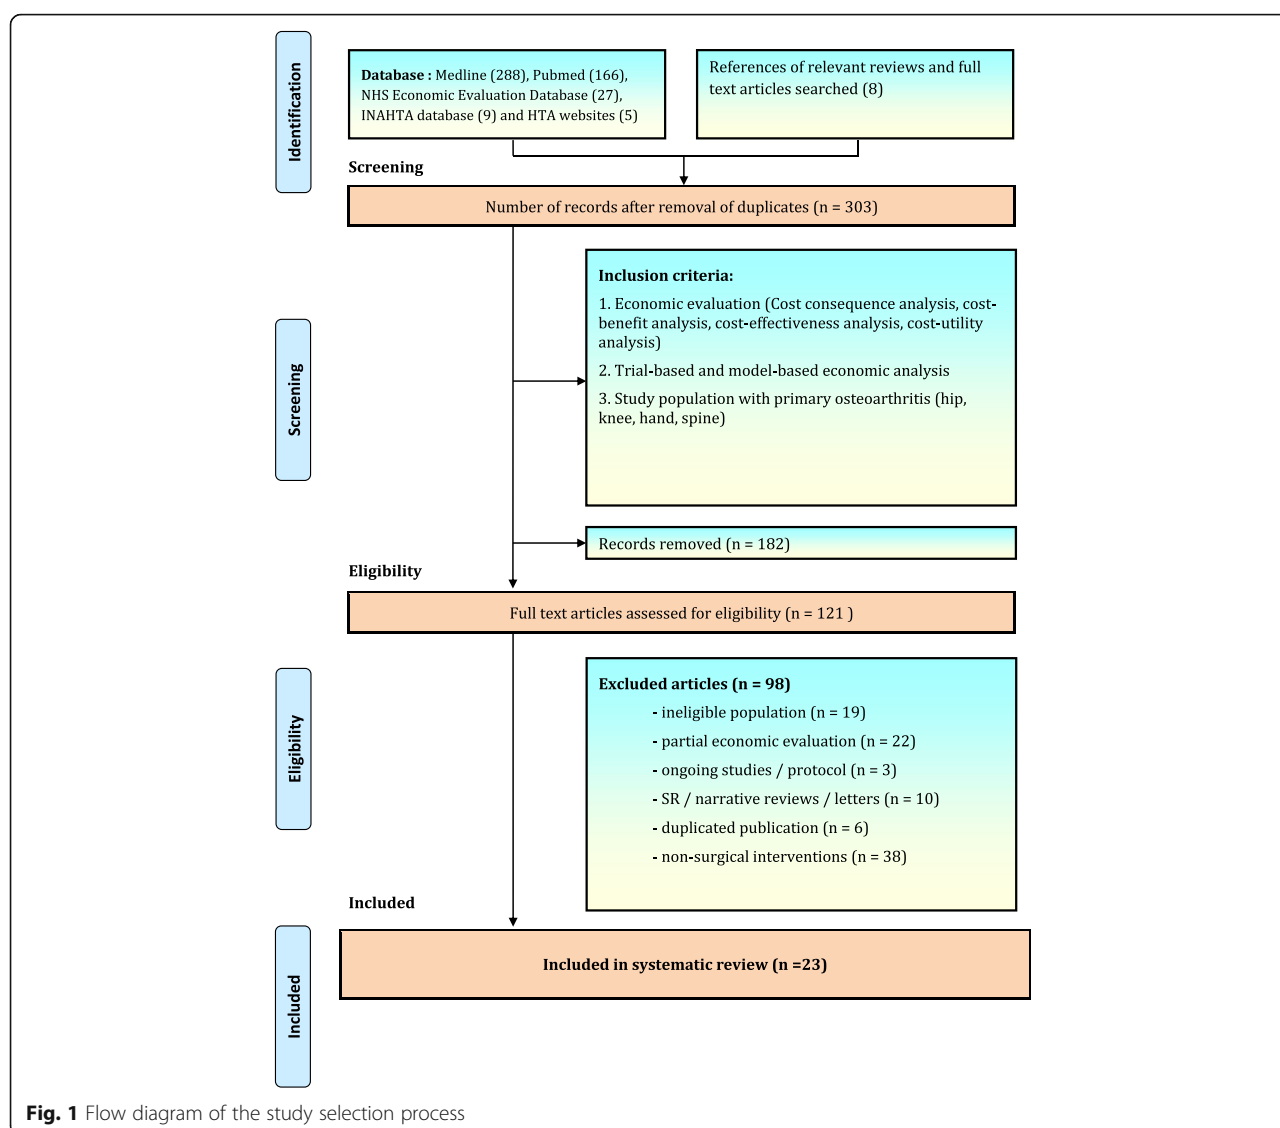 Identification
Database : Medline (288), Pubmed (166),
NHS Economic Evaluation Database (27),
INAHTA database (9) and HTA websites (5)
References of relevant reviews and full
text articles searched (8)
Screening
Number of records after removal of duplicates (n = 303)
Screening
Inclusion criteria:
1. Economic evaluation (Cost consequence analysis, cost-
benefit analysis, cost-effectiveness analysis, cost-utility
analysis)
2. Trial-based and model-based economic analysis
3. Study population with primary osteoarthritis (hip,
knee, hand, spine)
Records removed (n = 182)
Eligibility
Full text articles assessed for eligibility (n = 121 )
Eligibility
Excluded articles (n = 98)
- ineligible population (n = 19)
- partial economic evaluation (n = 22)
- ongoing studies / protocol (n = 3)
- SR / narrative reviews / letters (n = 10)
- duplicated publication (n = 6)
- non-surgical interventions (n = 38)
Included
Included in systematic review (n =23)
Included
Fig. 1 Flow diagram of the study selection process